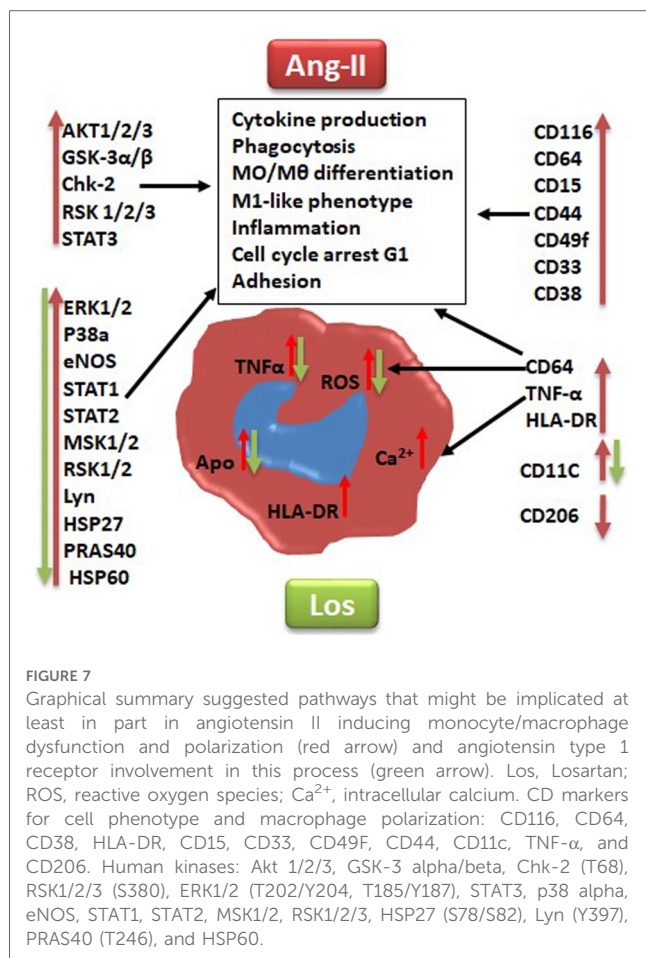 Ang-II
AKT1/2/3
GSK-3α/β
Chk-2
RSK 1/2/3
STAT3
Cytokine production
Phagocytosis
MO/Mθ differentiation
M1-like phenotype
Inflammation
Cell cycle arrest G1
Adhesion
CD116
CD64
CD15
CD44
CD49f
CD33
CD38
ERK1/2
P38a
eNOS
STAT1
STAT2
MSK1/2
RSK1/2
Lyn
HSP27
PRAS40
HSP60
TNFα
ROS
Apo
Ca²⁺
HLA-DR
CD64
TNF-α
HLA-DR
CD11C
CD206
Los
FIGURE 7
Graphical summary suggested pathways that might be implicated at
least in part in angiotensin II inducing monocyte/macrophage
dysfunction and polarization (red arrow) and angiotensin type 1
receptor involvement in this process (green arrow). Los, Losartan;
ROS, reactive oxygen species; Ca²⁺, intracellular calcium. CD markers
for cell phenotype and macrophage polarization: CD116, CD64,
CD38, HLA-DR, CD15, CD33, CD49F, CD44, CD11c, TNF-α, and
CD206. Human kinases: Akt 1/2/3, GSK-3 alpha/beta, Chk-2 (T68),
RSK1/2/3 (S380), ERK1/2 (T202/Y204, T185/Y187), STAT3, p38 alpha,
eNOS, STAT1, STAT2, MSK1/2, RSK1/2/3, HSP27 (S78/S82), Lyn (Y397),
PRAS40 (T246), and HSP60.